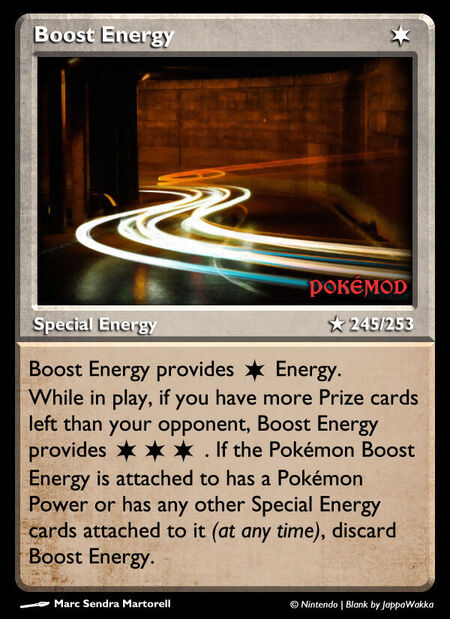 Boost Energy
POKÉMOD
Special Energy
★ 245/253
Boost Energy provides ✶ Energy.
While in play, if you have more Prize cards
left than your opponent, Boost Energy
provides ✶ ✶ ✶ . If the Pokémon Boost
Energy is attached to has a Pokémon
Power or has any other Special Energy
cards attached to it (at any time), discard
Boost Energy.
Marc Sendra Martorell
© Nintendo | Blank by JappaWakka